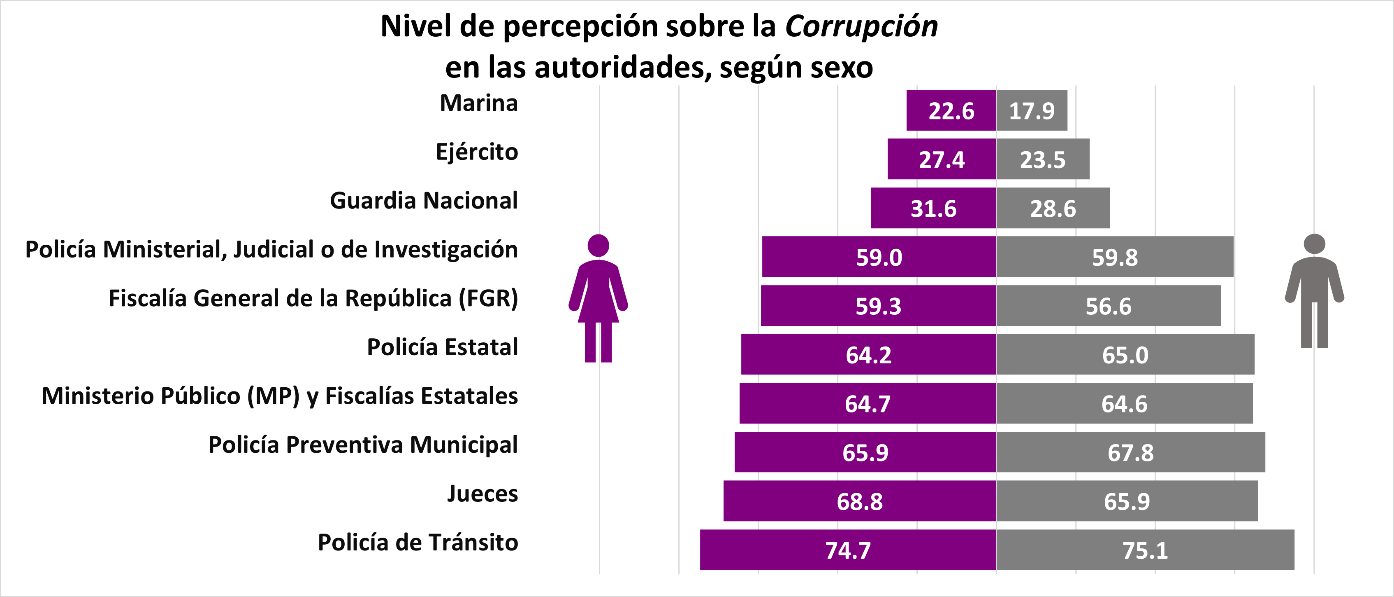 Nivel de percepción sobre la Corrupción
en las autoridades, según sexo
Marina 22.6 17.9
Ejército 27.4 23.5
Guardia Nacional 31.6 28.6
Policía Ministerial, Judicial o de Investigación 59.0 59.8
Fiscalía General de la República (FGR) 59.3 56.6
Policía Estatal 64.2 65.0
Ministerio Público (MP) y Fiscalías Estatales 64.7 64.6
Policía Preventiva Municipal 65.9 67.8
Jueces 68.8 65.9
Policía de Tránsito 74.7 75.1